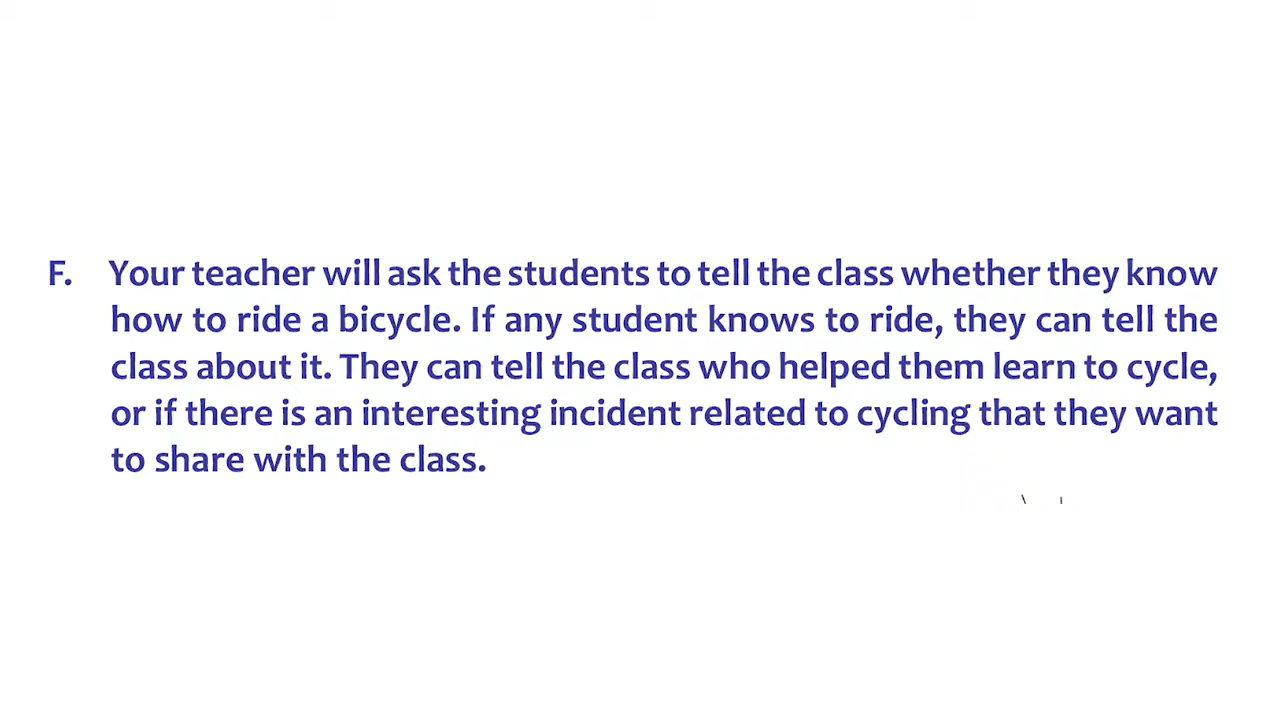 F. Your teacher will ask the students to tell the class whether they know
how to ride a bicycle. If any student knows to ride, they can tell the
class about it. They can tell the class who helped them learn to cycle,
or if there is an interesting incident related to cycling that they want
to share with the class.